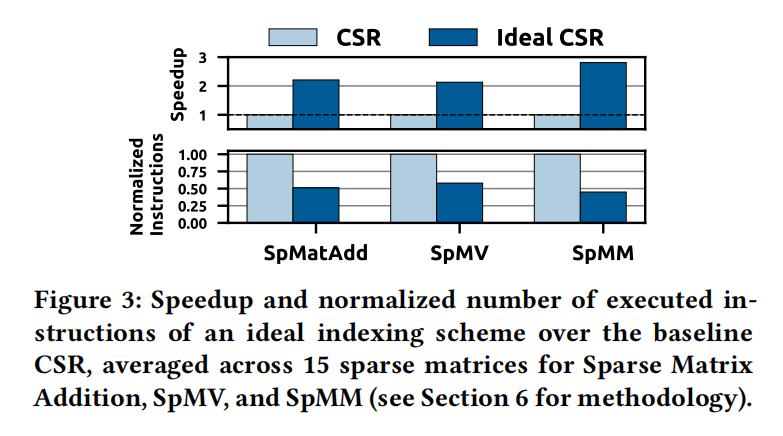 CSR Ideal CSR
Speedup
3
2
1
Normalized
Instructions
1.00
0.75
0.50
0.25
0.00
SpMatAdd SpMV SpMM
Figure 3: Speedup and normalized number of executed in-
structions of an ideal indexing scheme over the baseline
CSR, averaged across 15 sparse matrices for Sparse Matrix
Addition, SpMV, and SpMM (see Section 6 for methodology).